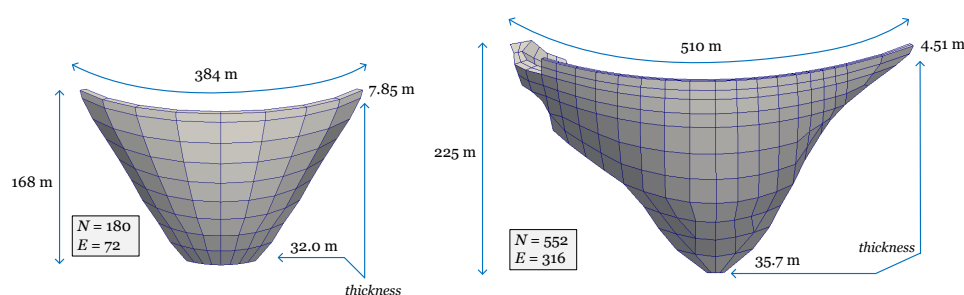 384 m
7.85 m
168 m
N = 180
E = 72
32.0 m
thickness
510 m
4.51 m
225 m
N = 552
E = 316
35.7 m
thickness